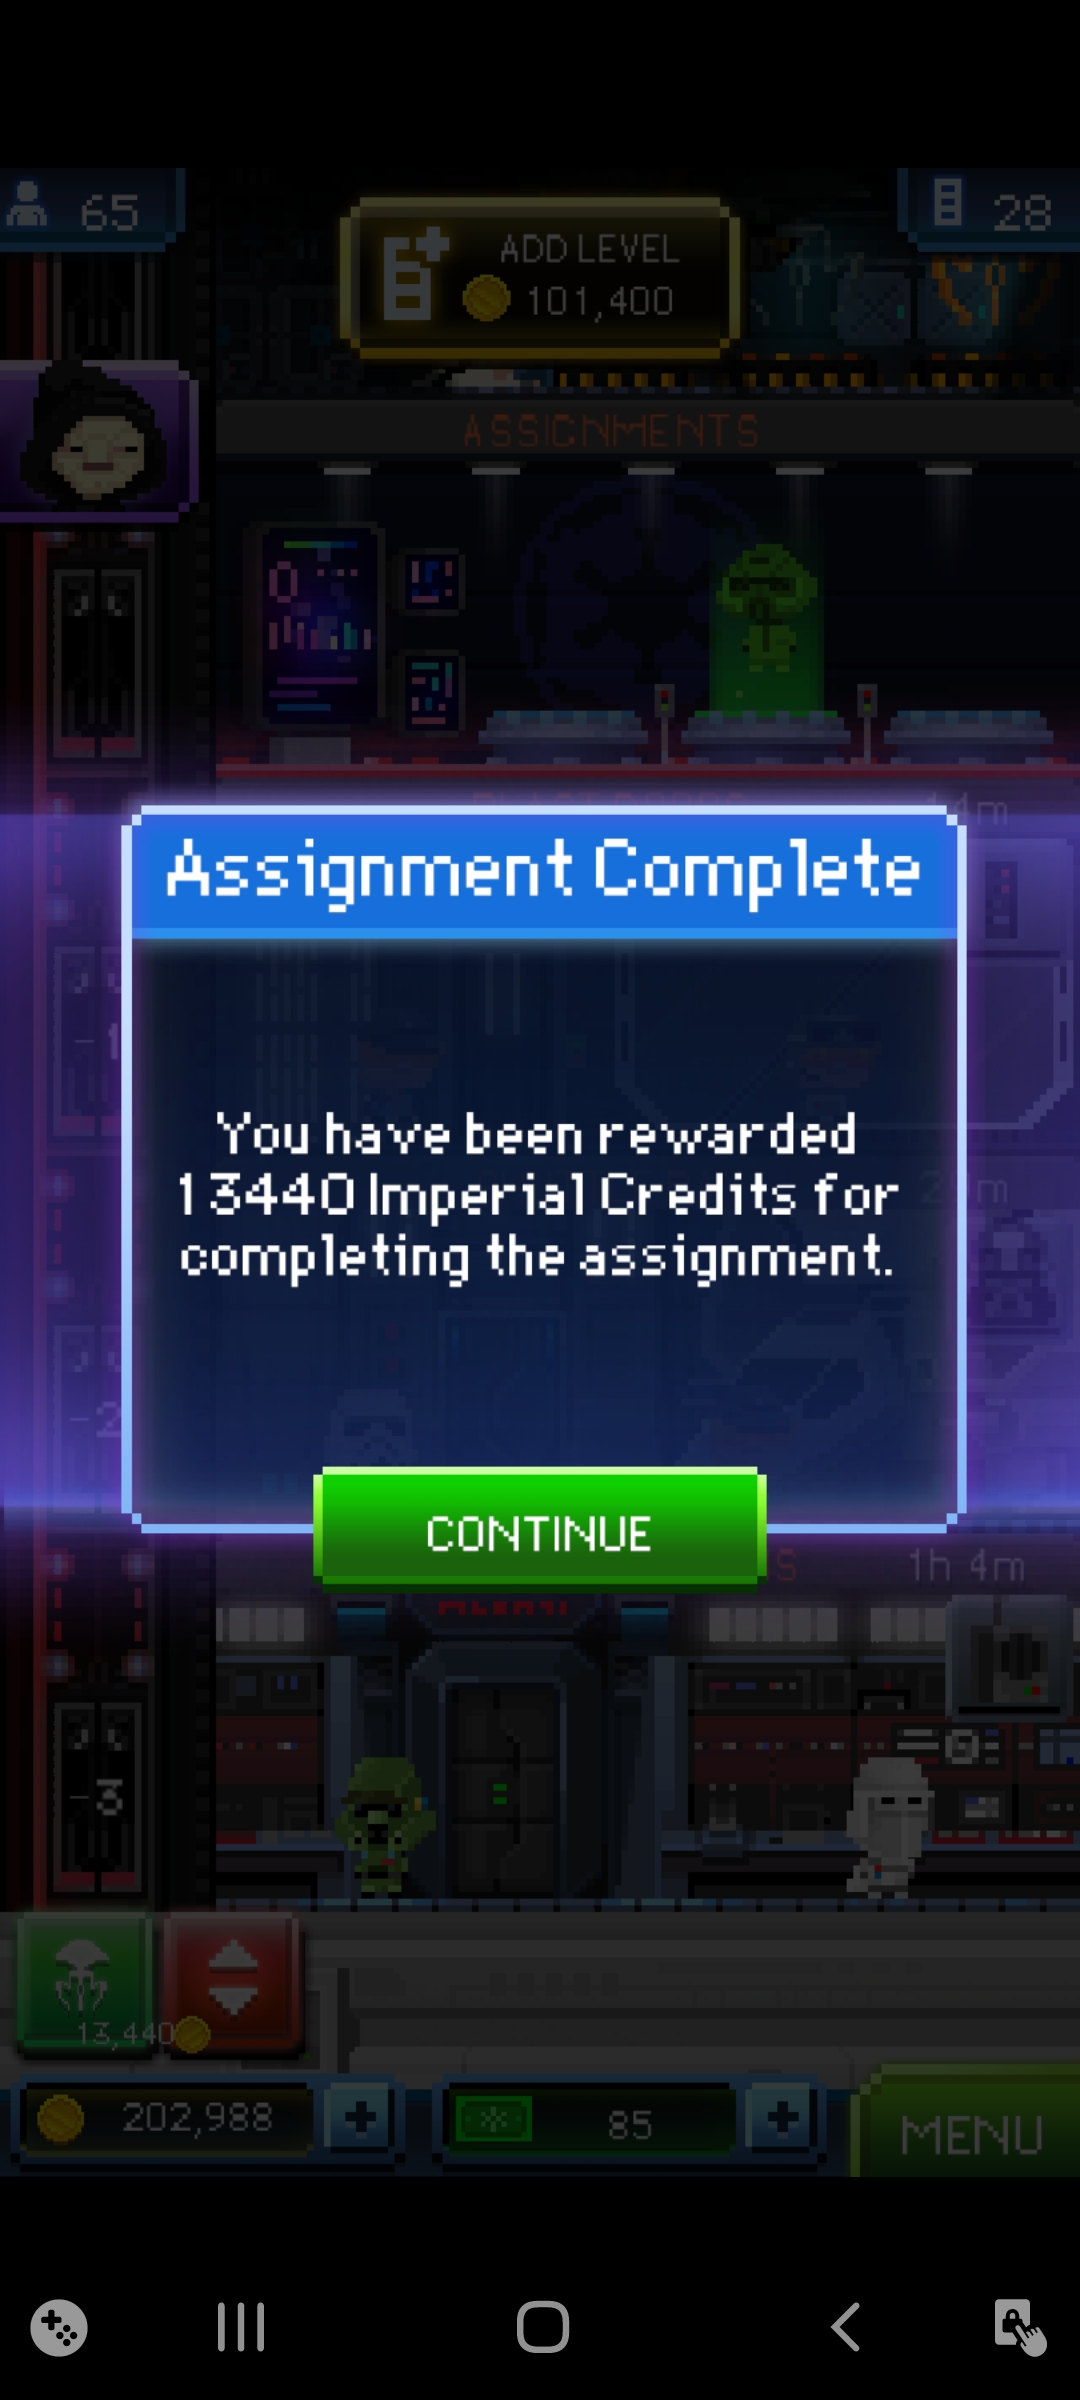 65
28
ADD LEVEL
101,400
ASSIGNMENTS
Assignment Complete
You have been rewarded
13440 Imperial Credits for
completing the assignment.
CONTINUE
1h 4m
-3
13,440
202,988
85
MENU